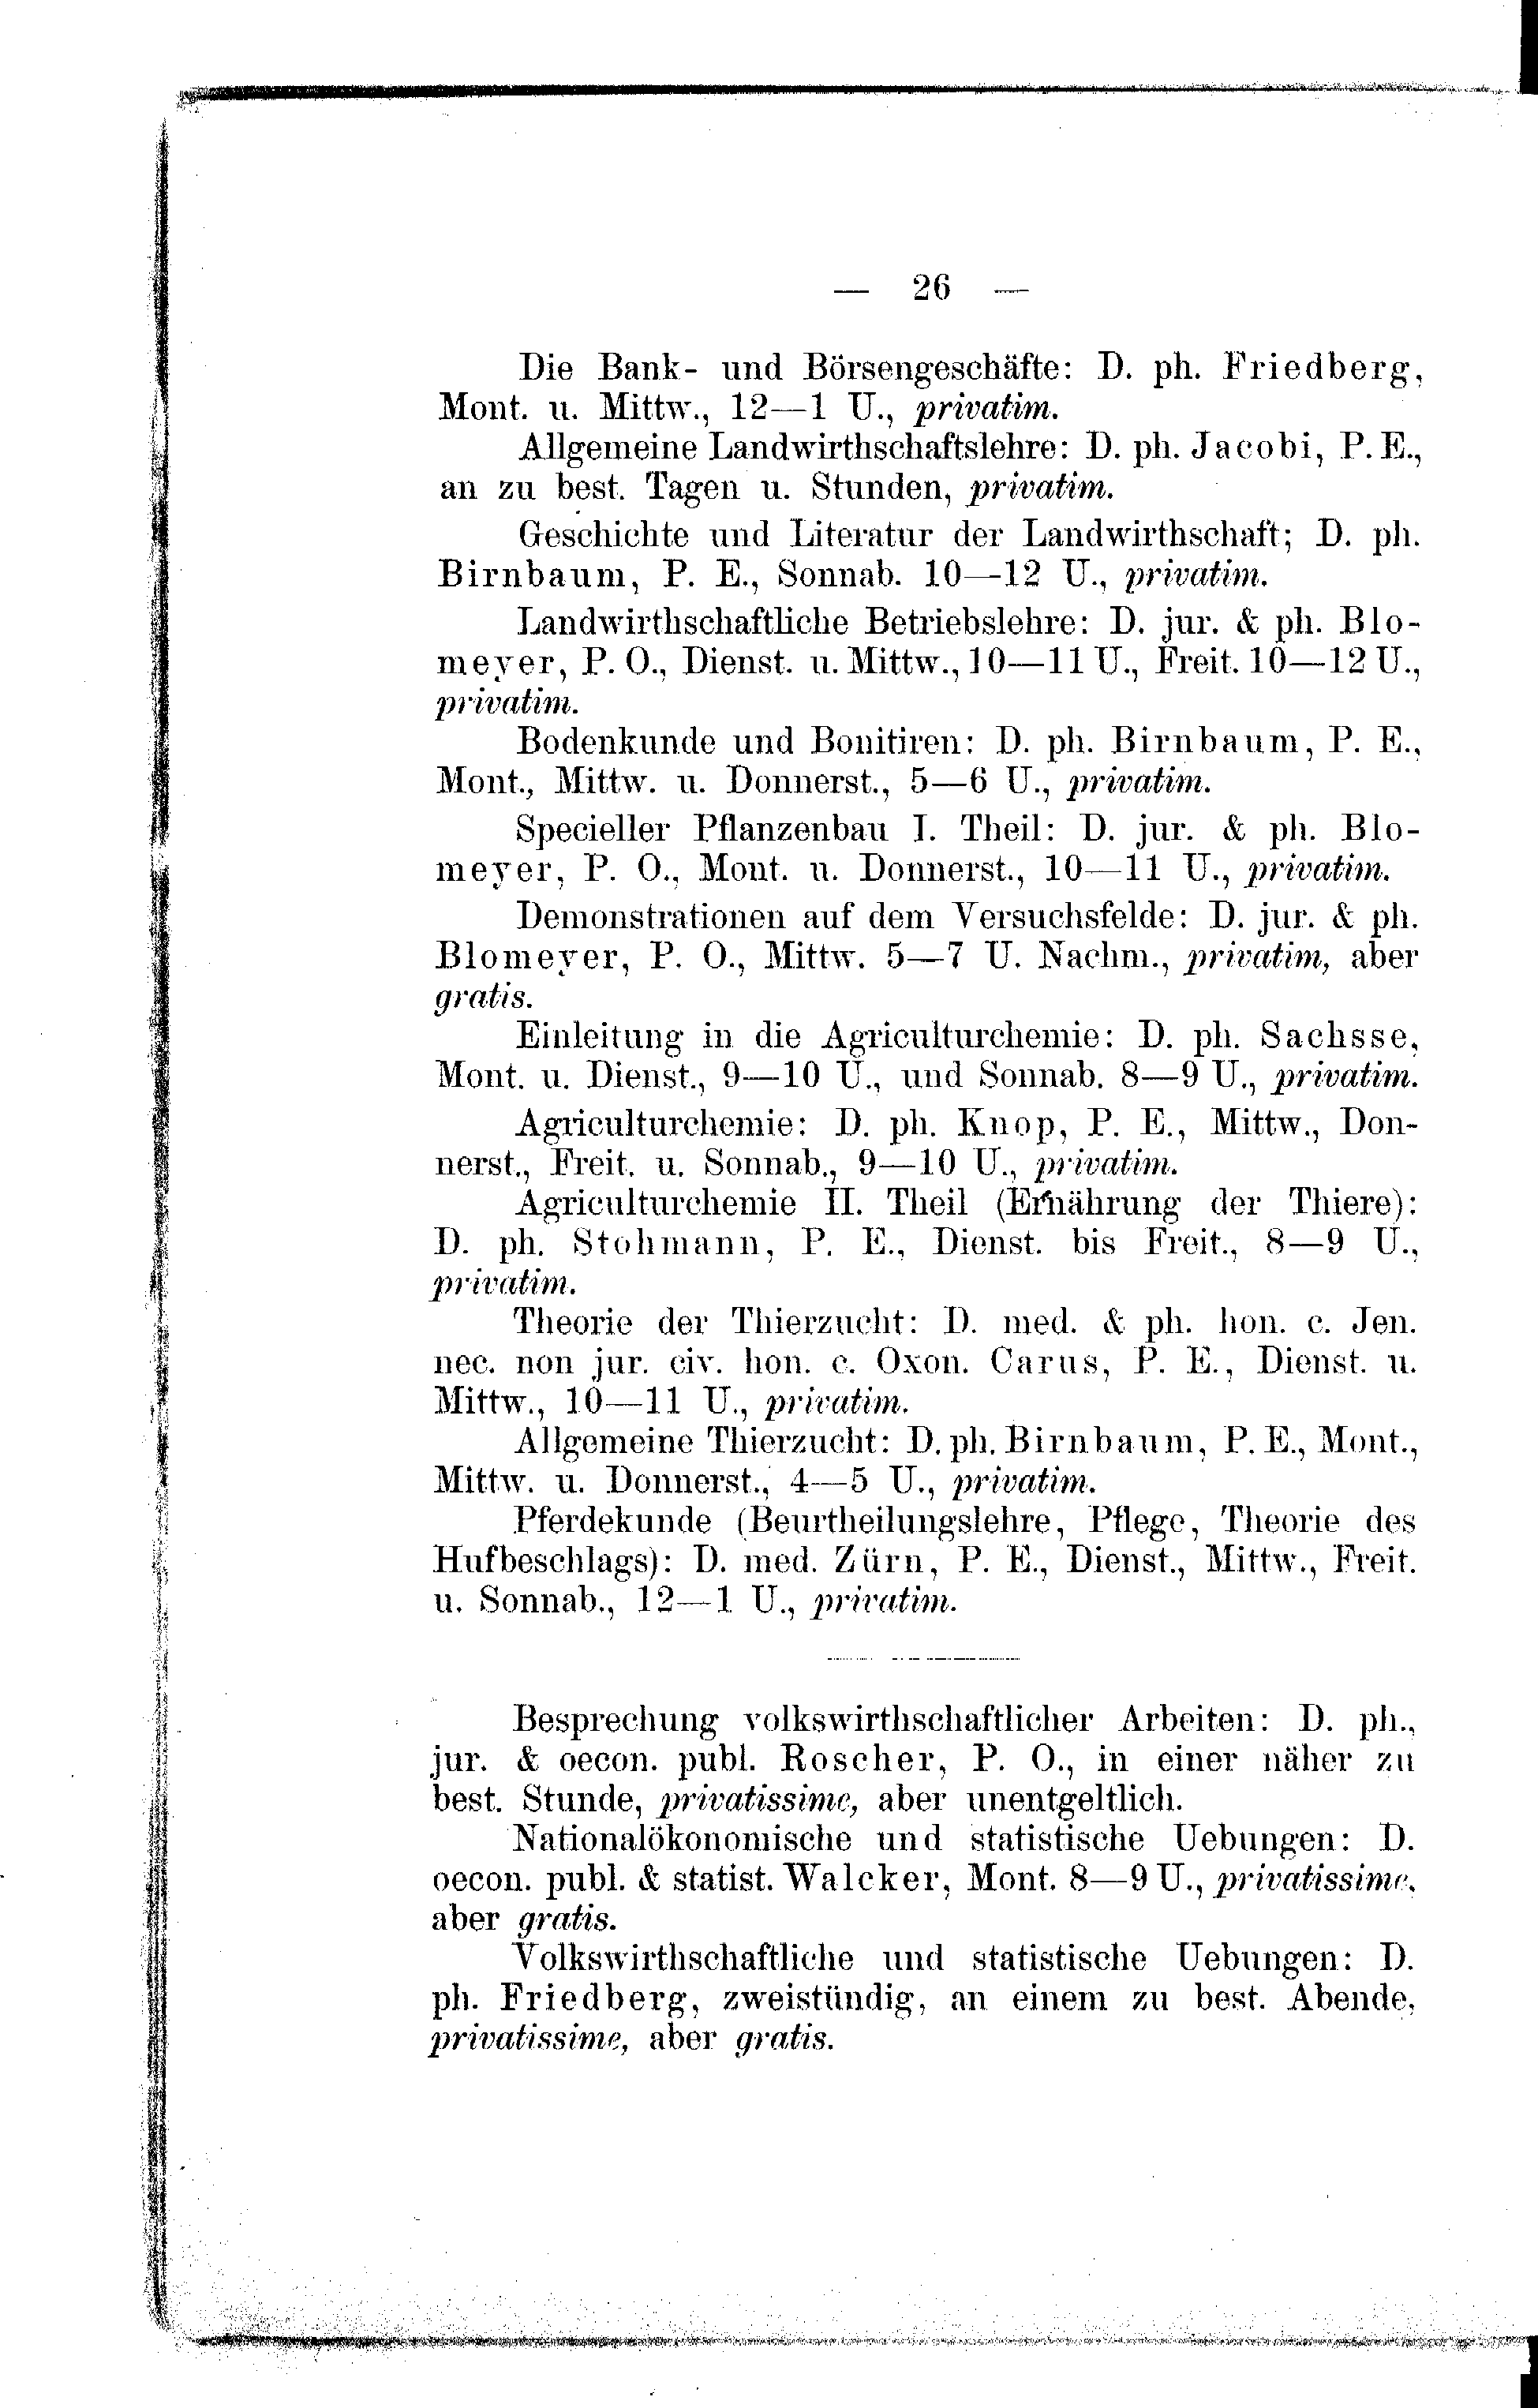 — 26 —
Die Bank- und Börsengeschäfte: D. ph. Friedberg,
Mont. u. Mittw., 12—1 U., privatim.
Allgemeine Landwirthschaftslehre: D. ph. Jacobi, P. E.,
an zu best. Tagen u. Stunden, privatim.
Geschichte und Literatur der Landwirthschaft; D. ph.
Birnbaum, P. E., Sonnab. 10—12 U., privatim.
Landwirthschaftliche Betriebslehre: D. jur. & ph. Blo-
meyer, P. O., Dienst. u. Mittw., 10—11 U., Freit. 10—12 U.,
privatim.
Bodenkunde und Bonitiren: D. ph. Birnbaum, P. E.,
Mont., Mittw. u. Donnerst., 5—6 U., privatim.
Specieller Pflanzenbau I. Theil: D. jur. & ph. Blo-
meyer, P. O., Mont. u. Donnerst., 10—11 U., privatim.
Demonstrationen auf dem Versuchsfelde: D. jur. & ph.
Blomeyer, P. O., Mittw. 5—7 U. Nachm., privatim, aber
gratis.
Einleitung in die Agriculturchemie: D. ph. Sachsse,
Mont. u. Dienst., 9—10 U., und Sonnab. 8—9 U., privatim.
Agriculturchemie: D. ph. Knop, P. E., Mittw., Don-
nerst., Freit. u. Sonnab., 9—10 U., privatim.
Agriculturchemie II. Theil (Ernährung der Thiere):
D. ph. Stohmann, P. E., Dienst. bis Freit., 8—9 U.,
privatim.
Theorie der Thierzucht: D. med. & ph. hon. c. Jen.
nec. non jur. civ. hon. c. Oxon. Carus, P. E., Dienst. u.
Mittw., 10—11 U., privatim.
Allgemeine Thierzucht: D. ph. Birnbaum, P. E., Mont.,
Mittw. u. Donnerst., 4—5 U., privatim.
Pferdekunde (Beurtheilungslehre, Pflege, Theorie des
Hufbeschlags): D. med. Zürn, P. E., Dienst., Mittw., Freit.
u. Sonnab., 12—1 U., privatim.
Besprechung volkswirthschaftlicher Arbeiten: D. ph.,
jur. & oecon. publ. Roscher, P. O., in einer näher zu
best. Stunde, privatissime, aber unentgeltlich.
Nationalökonomische und statistische Uebungen: D.
oecon. publ. & statist. Walcker, Mont. 8—9 U., privatissime,
aber gratis.
Volkswirthschaftliche und statistische Uebungen: D.
ph. Friedberg, zweistündig, an einem zu best. Abende,
privatissime, aber gratis.